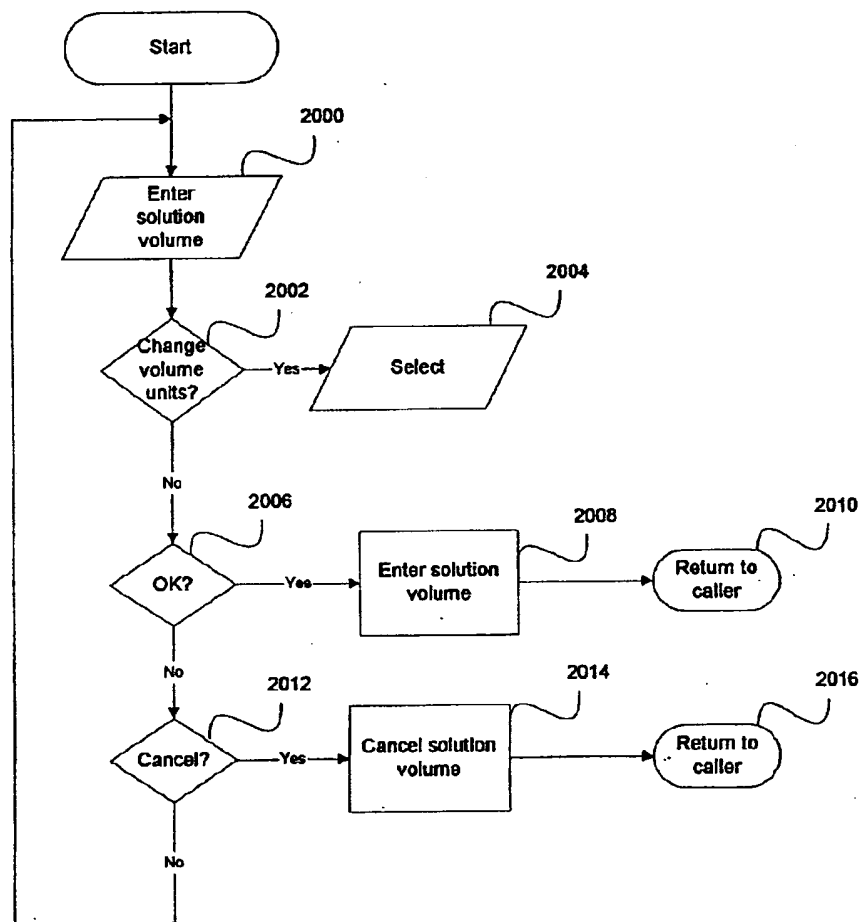 Start
2000
Enter
solution
volume
2002
2004
Change
volume
units?
Yes
Select
No
2006
2008
2010
OK?
Yes
Enter solution
volume
Return to
caller
No
2012
2014
2016
Cancel?
Yes
Cancel solution
volume
Return to
caller
No